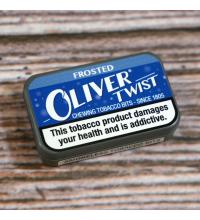 FROSTED
OLIVER
TWIST
CHEWING TOBACCO BITS - SINCE 1805
This tobacco product damages
your health and is addictive.